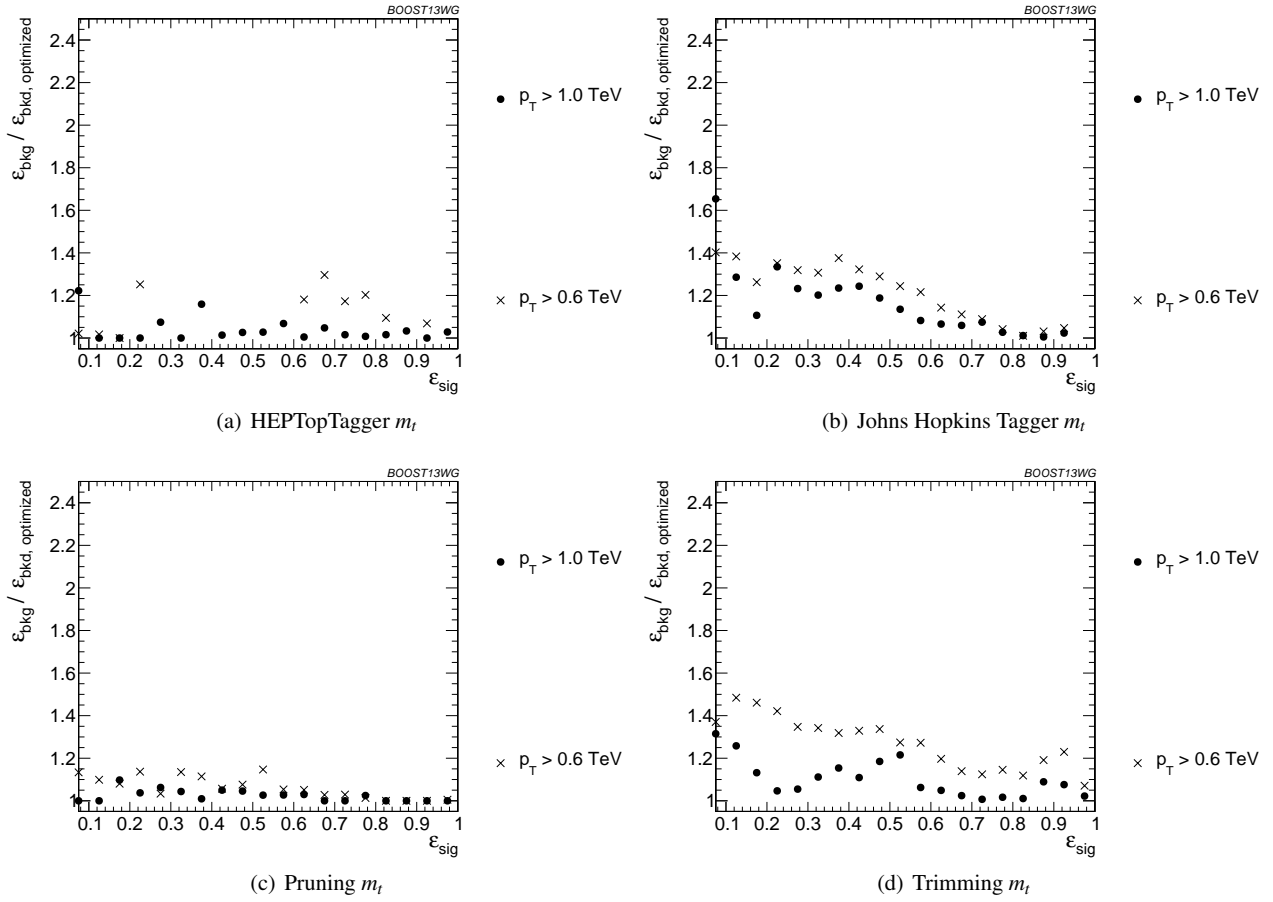 BOOST13WG
ε_bkg / ε_bkd, optimized
2.4
2.2
2
1.8
1.6
1.4
1.2
1
0.1 0.2 0.3 0.4 0.5 0.6 0.7 0.8 0.9 1
ε_sig
p_T > 1.0 TeV
p_T > 0.6 TeV
(a) HEPTopTagger m_t
BOOST13WG
ε_bkg / ε_bkd, optimized
2.4
2.2
2
1.8
1.6
1.4
1.2
1
0.1 0.2 0.3 0.4 0.5 0.6 0.7 0.8 0.9 1
ε_sig
p_T > 1.0 TeV
p_T > 0.6 TeV
(b) Johns Hopkins Tagger m_t
BOOST13WG
ε_bkg / ε_bkd, optimized
2.4
2.2
2
1.8
1.6
1.4
1.2
1
0.1 0.2 0.3 0.4 0.5 0.6 0.7 0.8 0.9 1
ε_sig
p_T > 1.0 TeV
p_T > 0.6 TeV
(c) Pruning m_t
BOOST13WG
ε_bkg / ε_bkd, optimized
2.4
2.2
2
1.8
1.6
1.4
1.2
1
0.1 0.2 0.3 0.4 0.5 0.6 0.7 0.8 0.9 1
ε_sig
p_T > 1.0 TeV
p_T > 0.6 TeV
(d) Trimming m_t